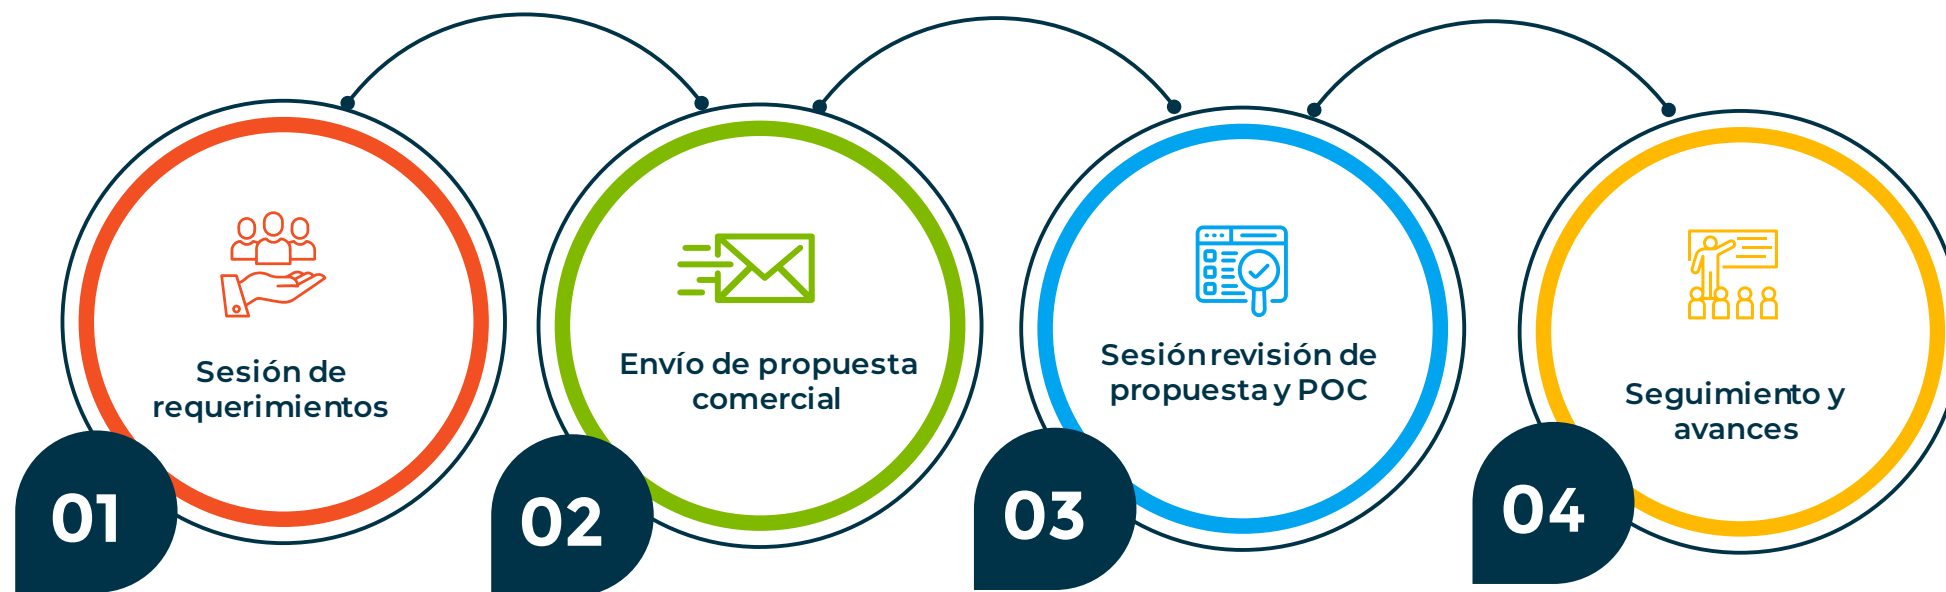 Sesión de
requerimientos
01
Envío de propuesta
comercial
02
Sesión revisión de
propuesta y POC
03
Seguimiento y
avances
04